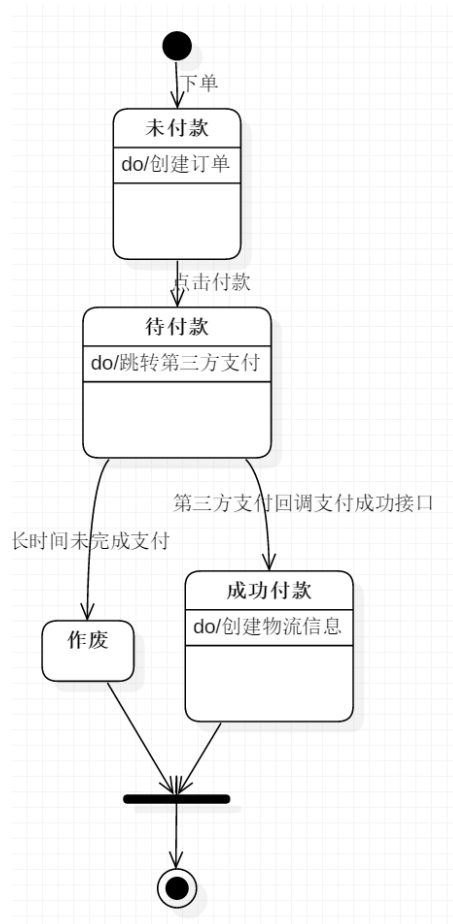 下单
未付款
do/创建订单
点击付款
待付款
do/跳转第三方支付
第三方支付回调支付成功接口
长时间未完成支付
成功付款
do/创建物流信息
作废